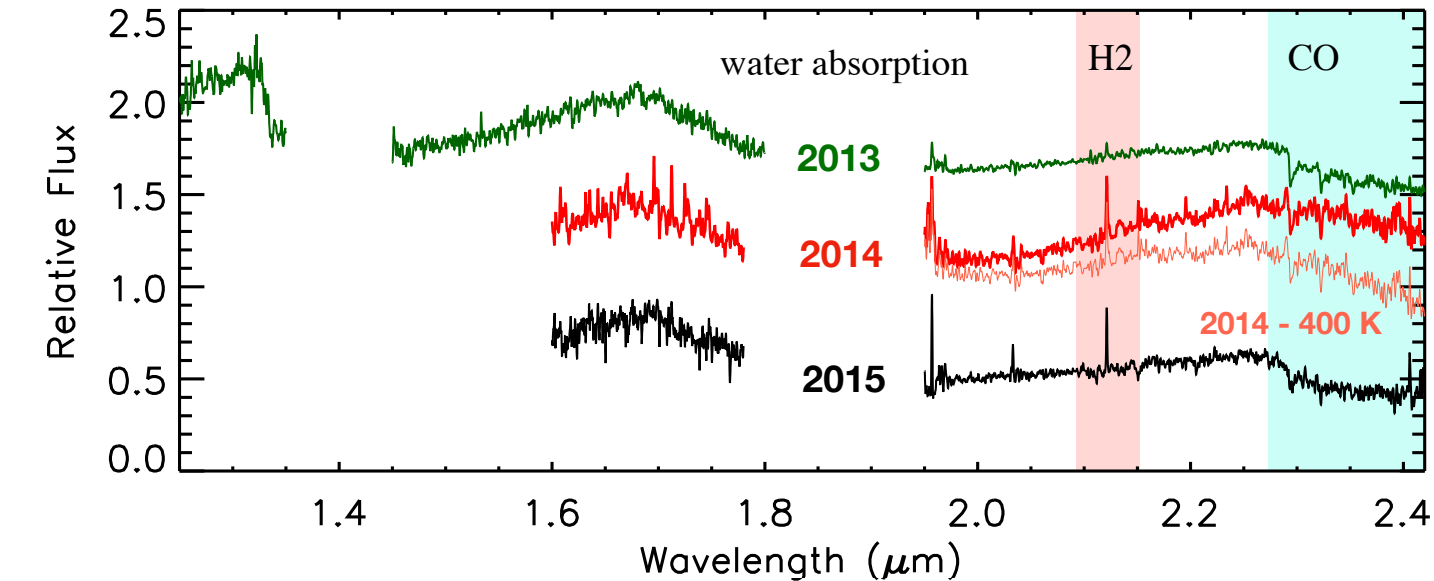 2.5
2.0
1.5
1.0
0.5
0.0
Relative Flux
water absorption
H2
CO
2013
2014
2014 - 400 K
2015
1.4 1.6 1.8 2.0 2.2 2.4
Wavelength (μm)